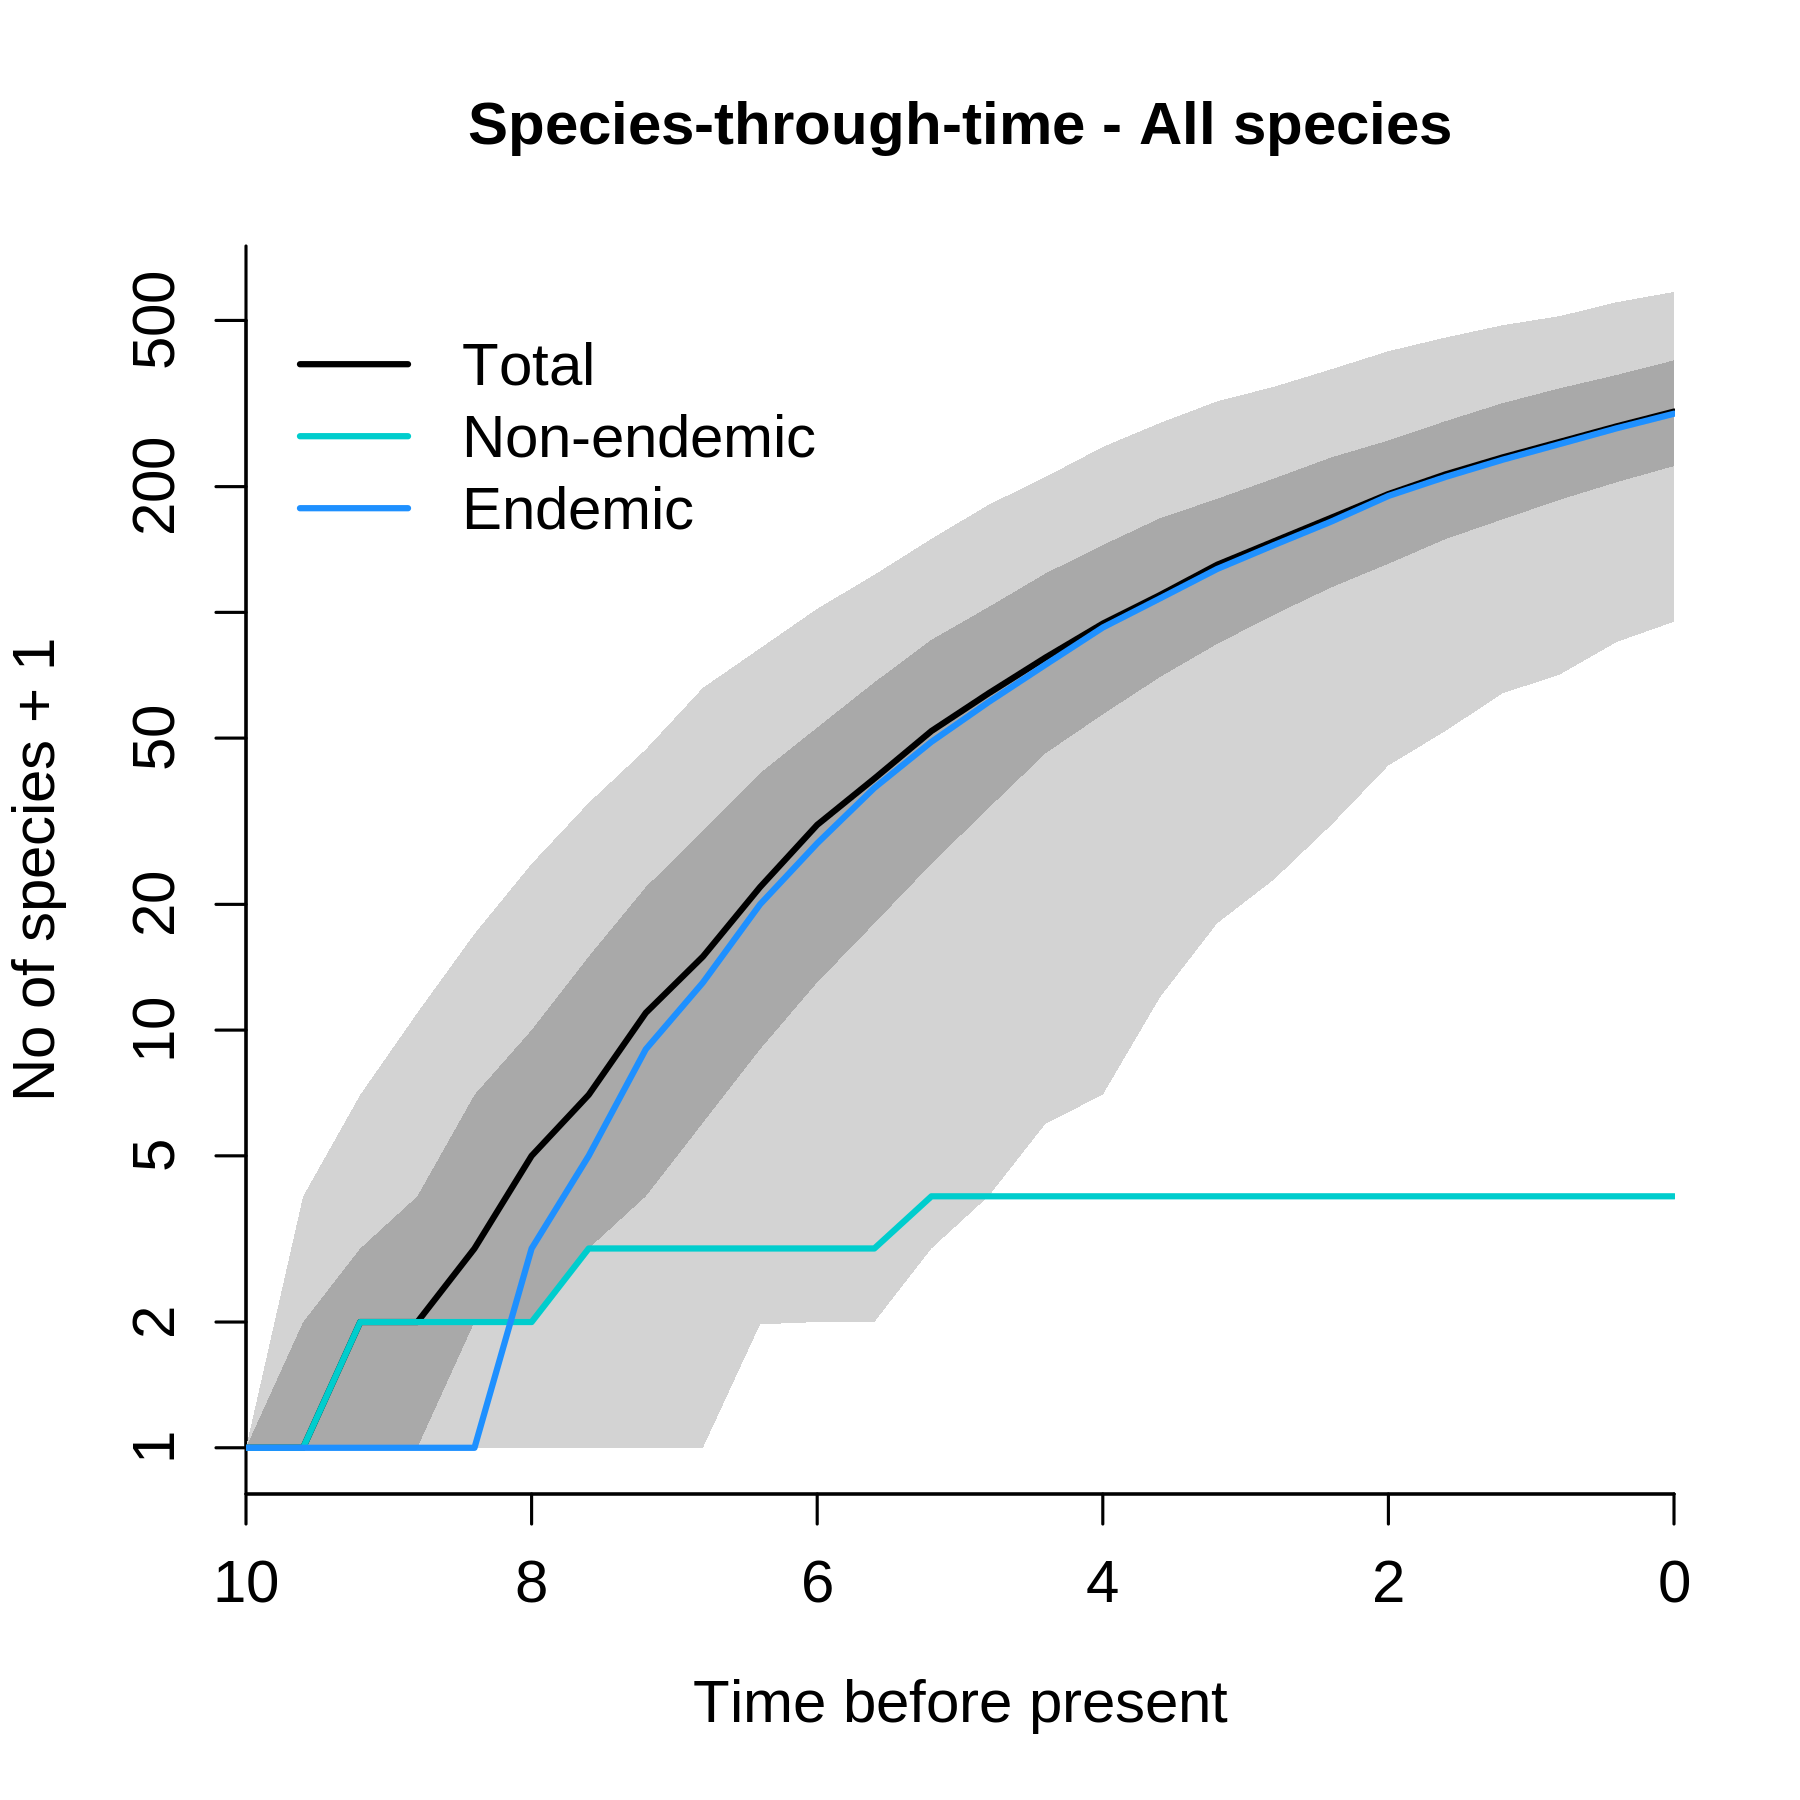 Species-through-time - All species
No of species + 1
500
200
50
20
10
5
2
1
Total
Non-endemic
Endemic
10 8 6 4 2 0
Time before present